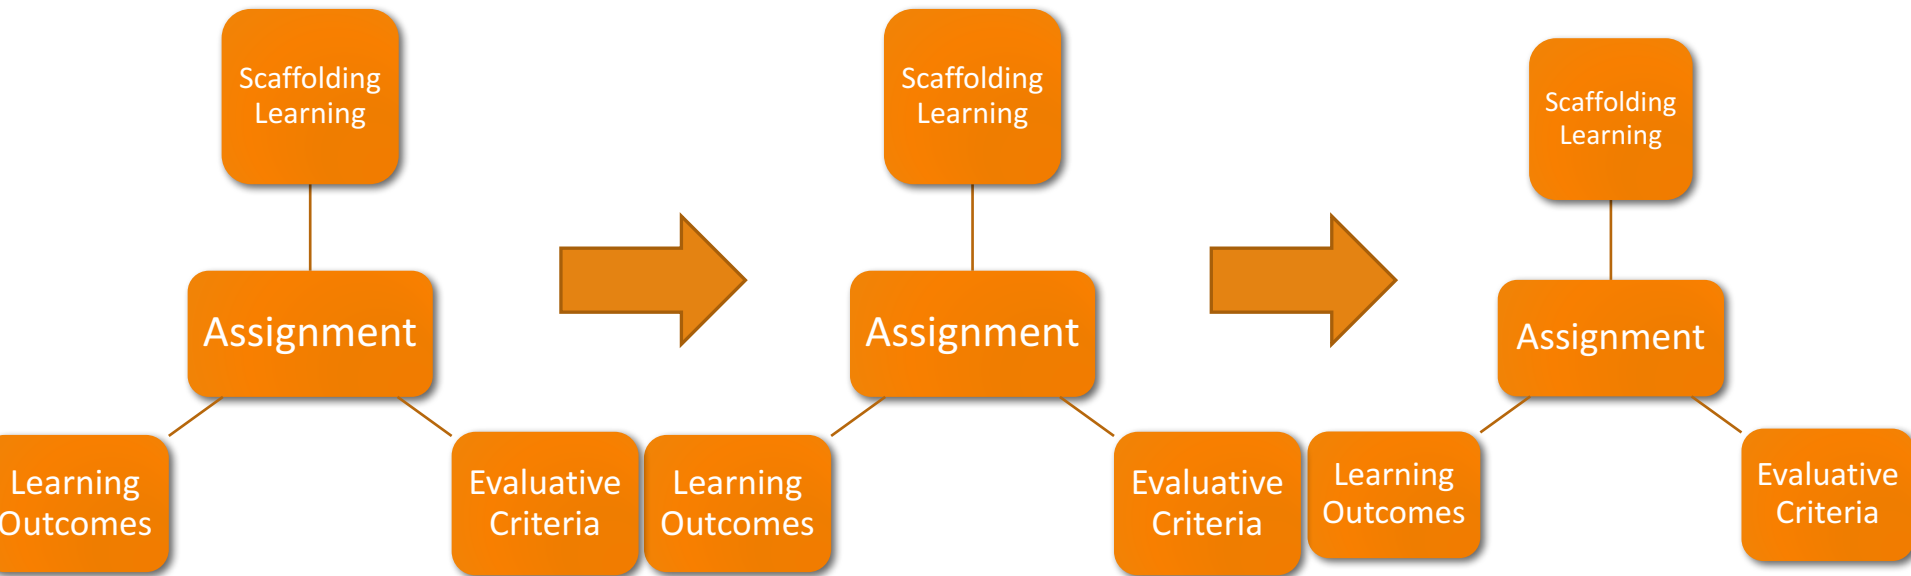 Scaffolding
Learning
Assignment
Learning
Outcomes
Evaluative
Criteria
Scaffolding
Learning
Assignment
Learning
Outcomes
Evaluative
Criteria
Scaffolding
Learning
Assignment
Learning
Outcomes
Evaluative
Criteria